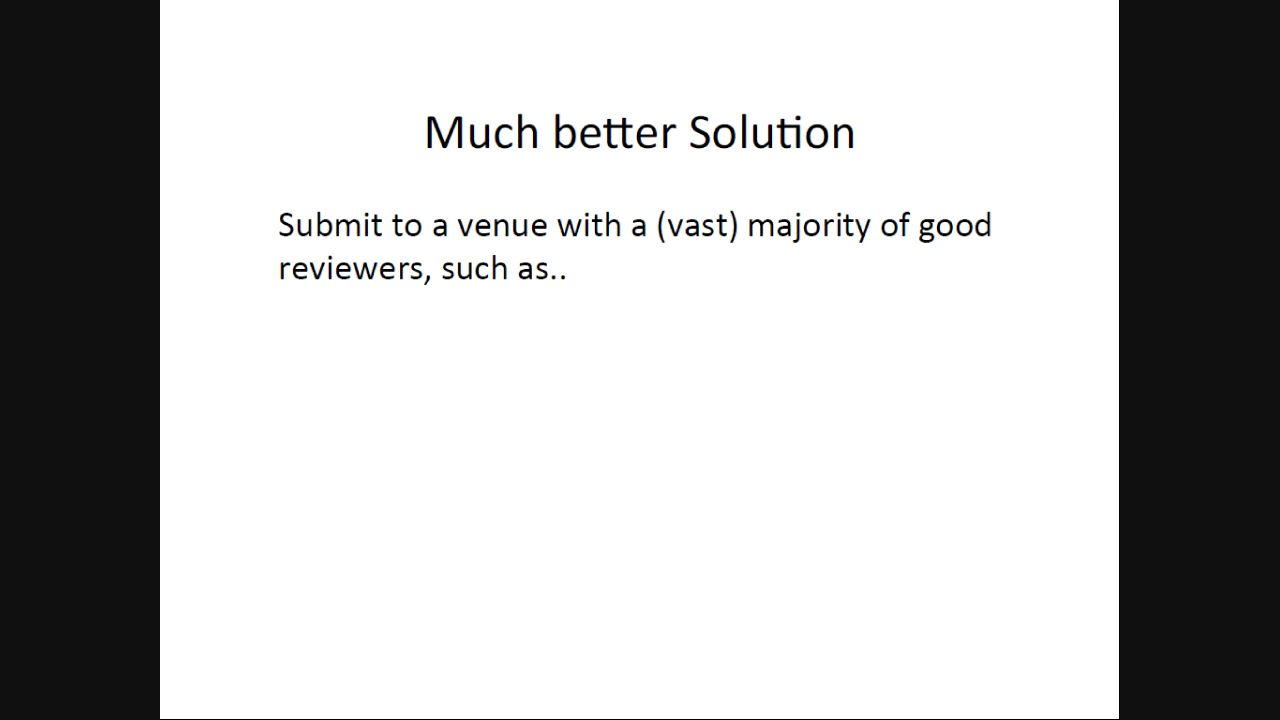 Much better Solution
Submit to a venue with a (vast) majority of good
reviewers, such as..